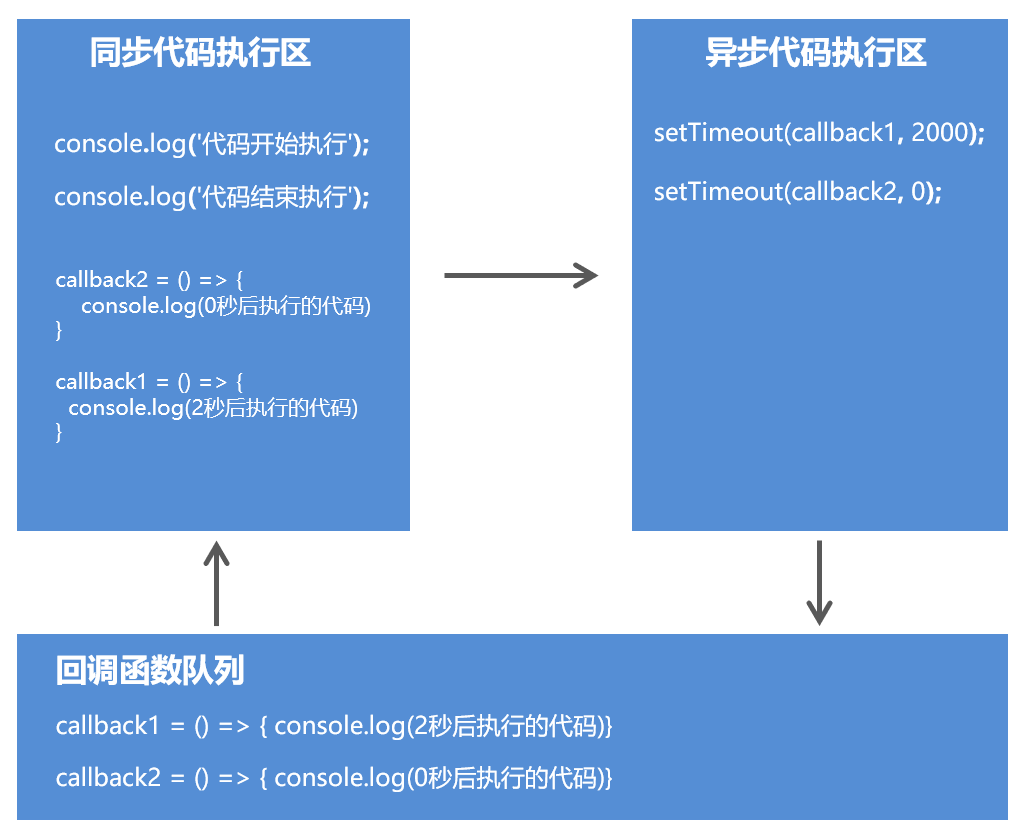 同步代码执行区
console.log('代码开始执行');
console.log('代码结束执行');
callback2 = () => {
console.log(0秒后执行的代码)
}
callback1 = () => {
console.log(2秒后执行的代码)
}
异步代码执行区
setTimeout(callback1, 2000);
setTimeout(callback2, 0);
回调函数队列
callback1 = () => { console.log(2秒后执行的代码)}
callback2 = () => { console.log(0秒后执行的代码)}